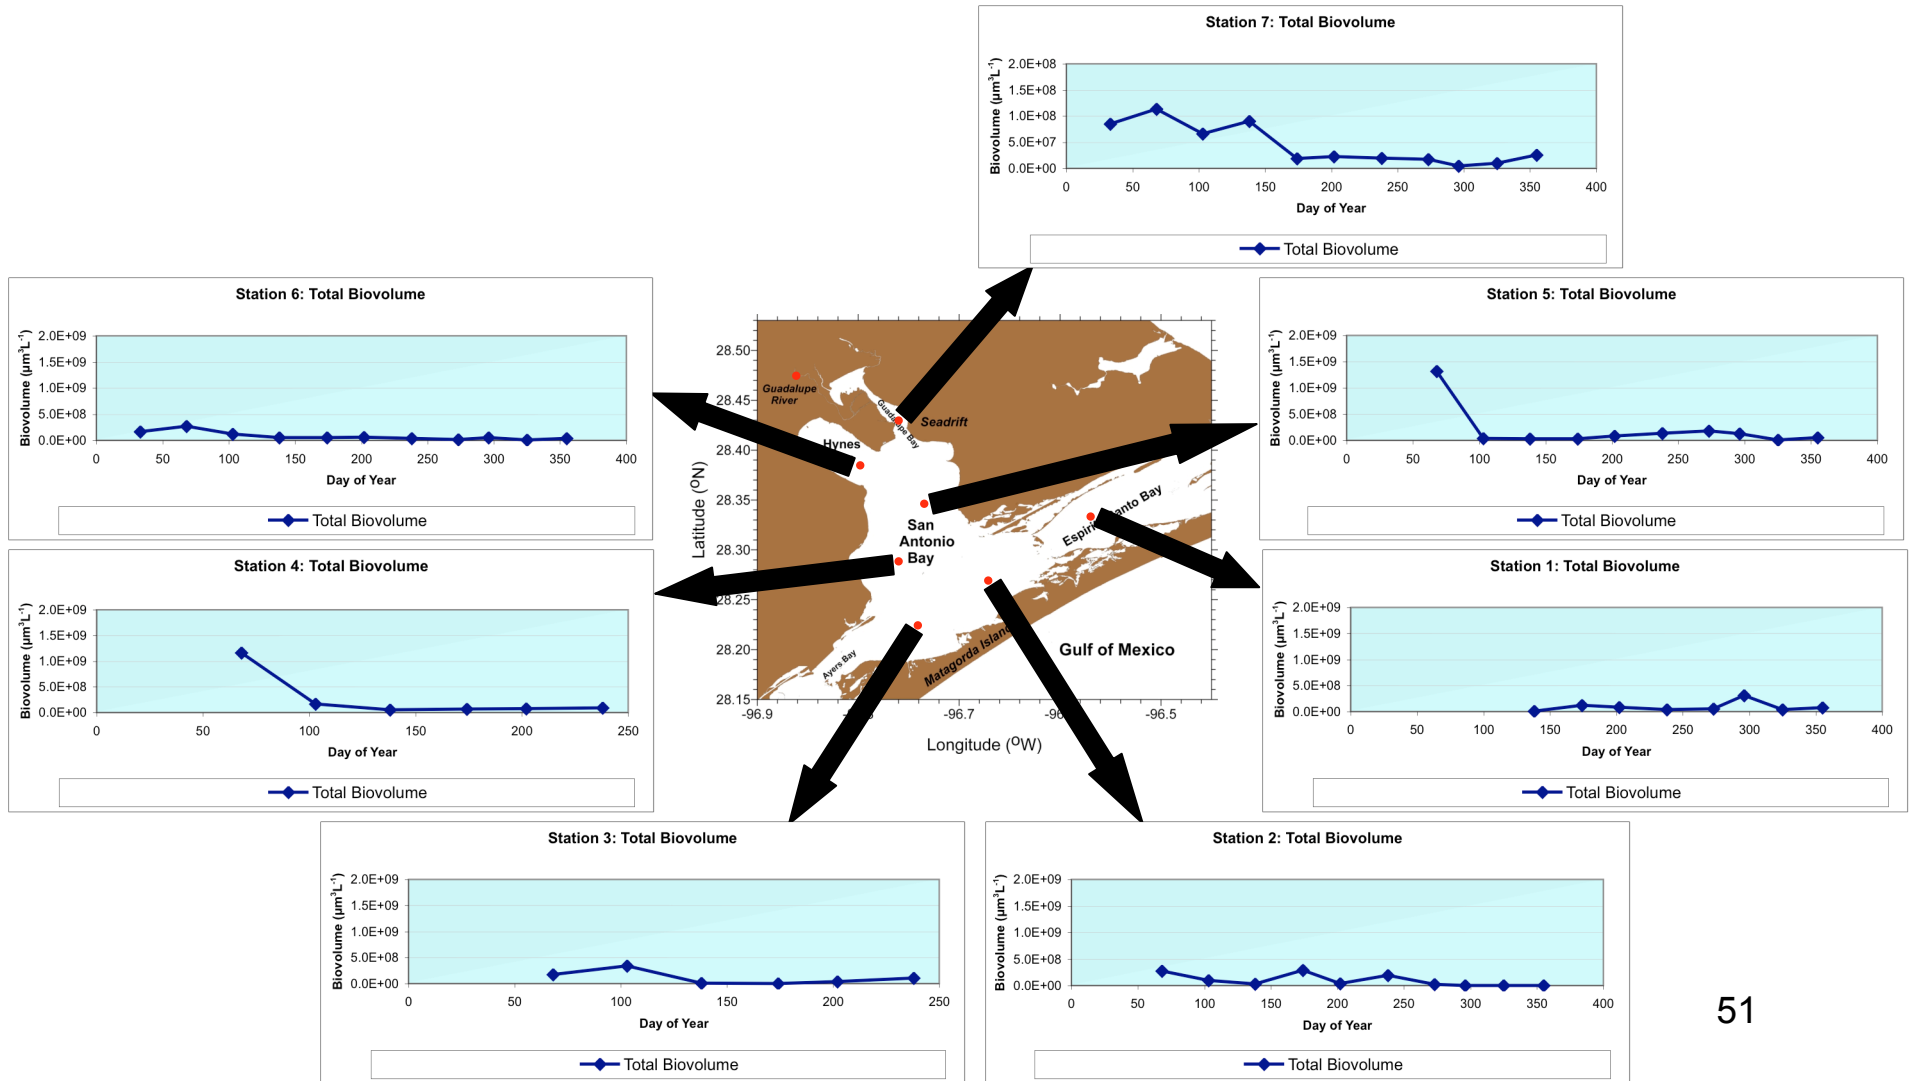 Station 7: Total Biovolume
Biovolume (µm³L⁻¹)
2.0E+08
1.5E+08
1.0E+08
5.0E+07
0.0E+00
0 50 100 150 200 250 300 350 400
Day of Year
Total Biovolume
Station 6: Total Biovolume
Biovolume (µm³L⁻¹)
2.0E+09
1.5E+09
1.0E+09
5.0E+08
0.0E+00
0 50 100 150 200 250 300 350 400
Day of Year
Total Biovolume
Station 5: Total Biovolume
Biovolume (µm³L⁻¹)
2.0E+09
1.5E+09
1.0E+09
5.0E+08
0.0E+00
0 50 100 150 200 250 300 350 400
Day of Year
Total Biovolume
Latitude (ᴼN)
28.50
28.45
28.40
28.35
28.30
28.25
28.20
28.15
-96.9 -96.7 -96.5
Longitude (ᴼW)
Guadalupe
River
Guadalupe Bay
Seadrift
Hynes
San
Antonio
Bay
Espiritu Santo Bay
Ayers Bay
Matagorda Island
Gulf of Mexico
Station 4: Total Biovolume
Biovolume (µm³L⁻¹)
2.0E+09
1.5E+09
1.0E+09
5.0E+08
0.0E+00
0 50 100 150 200 250
Day of Year
Total Biovolume
Station 1: Total Biovolume
Biovolume (µm³L⁻¹)
2.0E+09
1.5E+09
1.0E+09
5.0E+08
0.0E+00
0 50 100 150 200 250 300 350 400
Day of Year
Total Biovolume
Station 3: Total Biovolume
Biovolume (µm³L⁻¹)
2.0E+09
1.5E+09
1.0E+09
5.0E+08
0.0E+00
0 50 100 150 200 250
Day of Year
Total Biovolume
Station 2: Total Biovolume
Biovolume (µm³L⁻¹)
2.0E+09
1.5E+09
1.0E+09
5.0E+08
0.0E+00
0 50 100 150 200 250 300 350 400
Day of Year
Total Biovolume
51